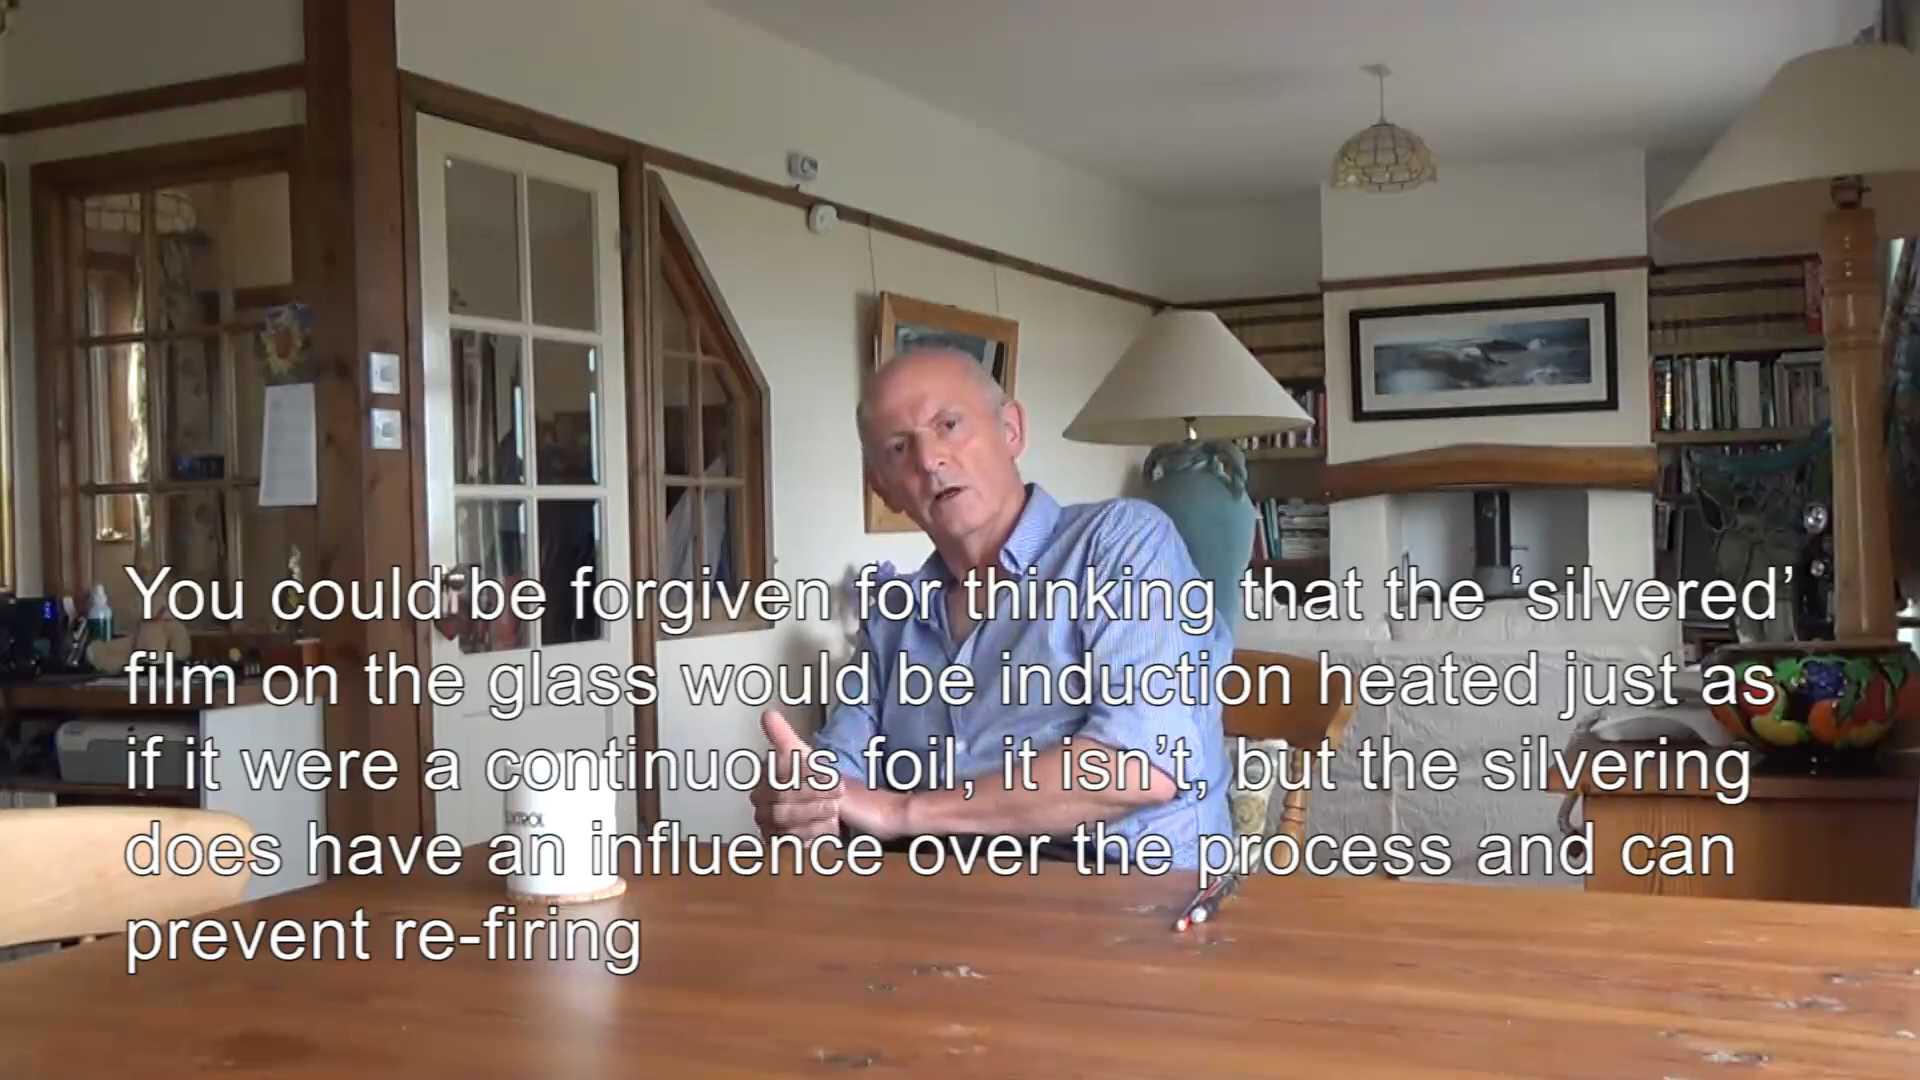 You could be forgiven for thinking that the ‘silvered’
film on the glass would be induction heated just as
if it were a continuous foil, it isn’t, but the silvering
does have an influence over the process and can
prevent re-firing